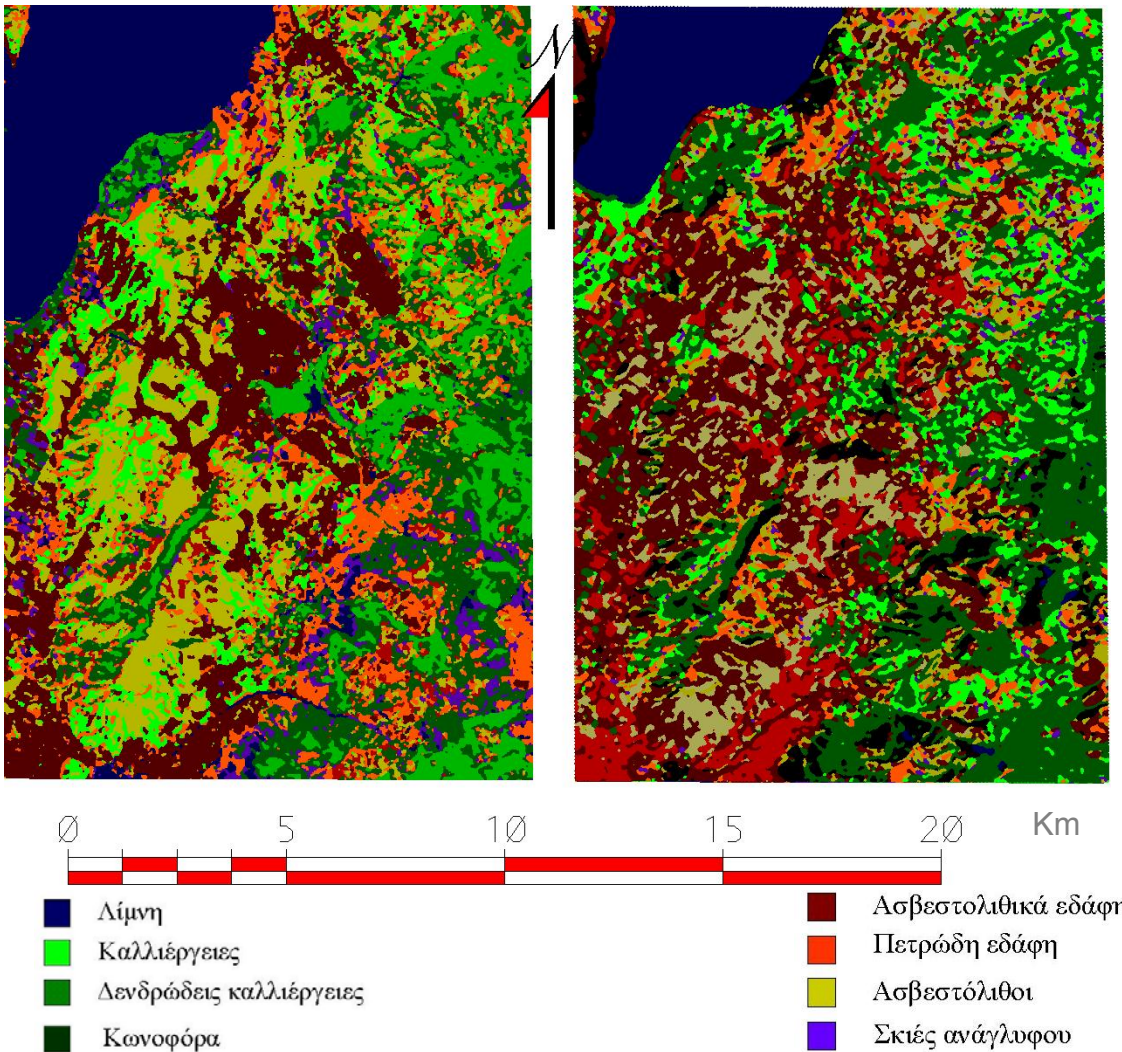 N
0 5 10 15 20 Km
Λίμνη
Καλλιέργειες
Δενδρώδεις καλλιέργειες
Κωνοφόρα
Ασβεστολιθικά εδάφη
Πετρώδη εδάφη
Ασβεστόλιθοι
Σκιές ανάγλυφου